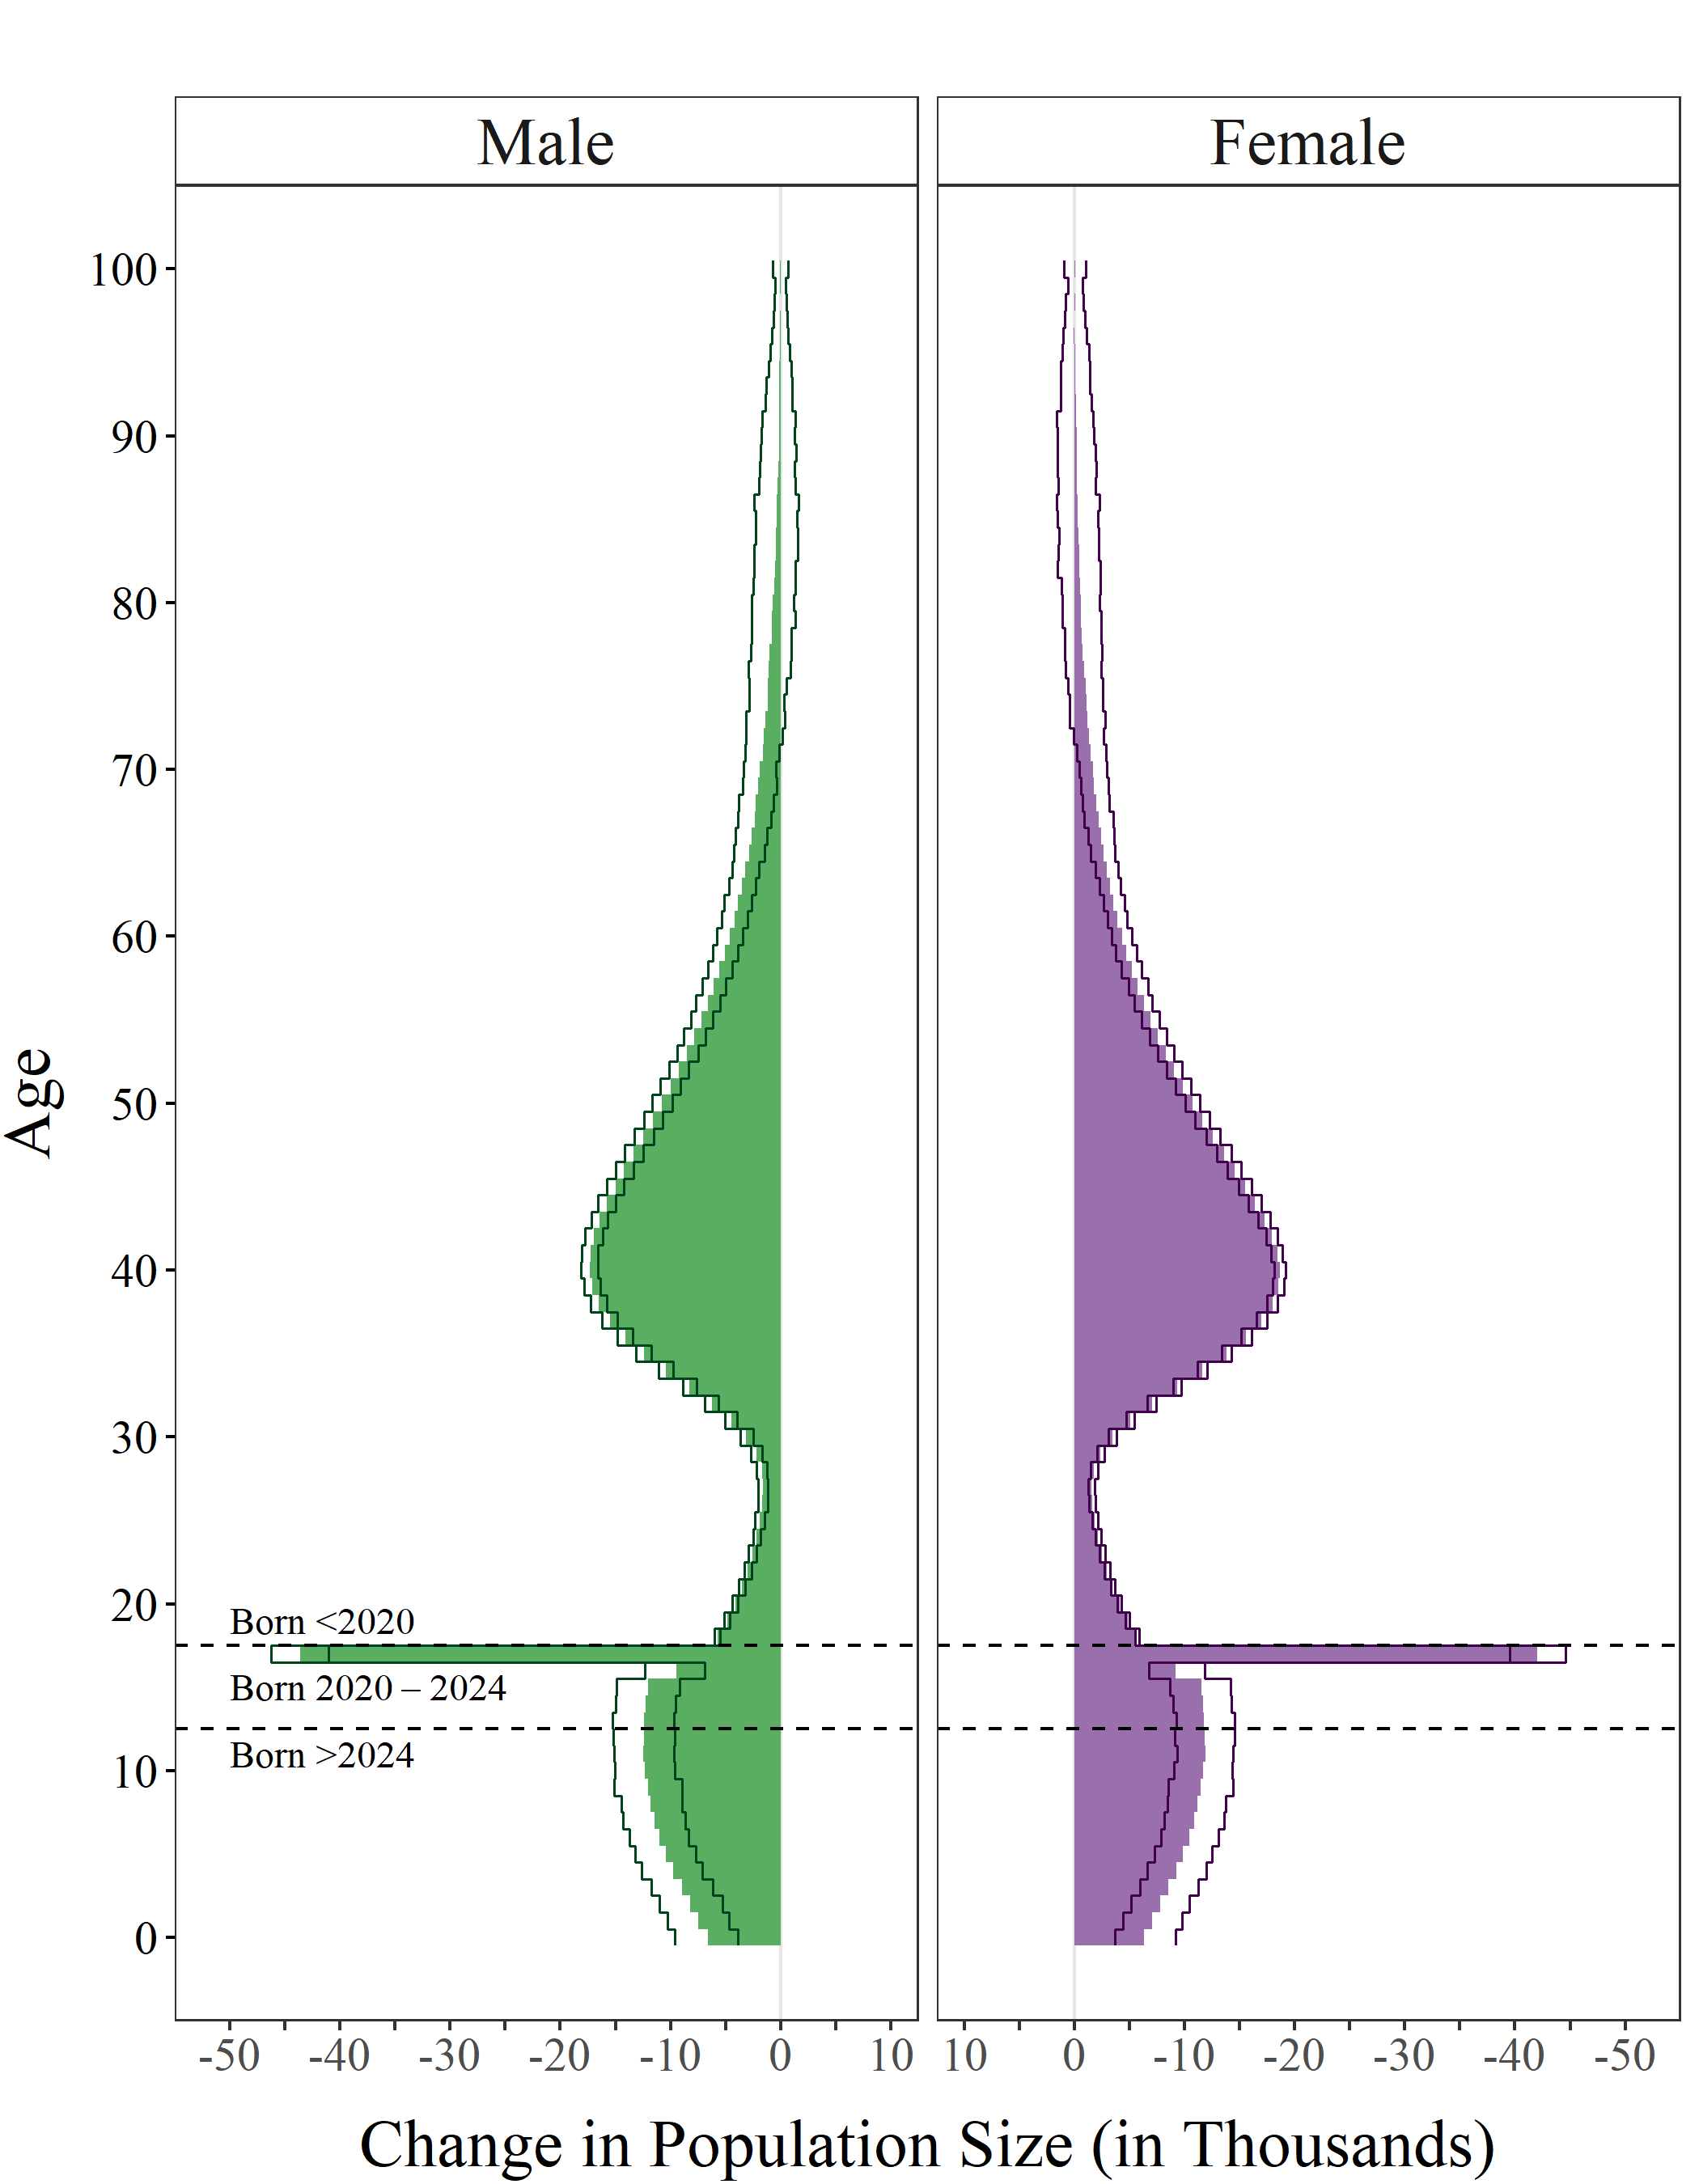 Male Female
100
90
80
70
60
50
40
30
20
10
0
Age
Born <2020
Born 2020 – 2024
Born >2024
-50 -40 -30 -20 -10 0 10 10 0 -10 -20 -30 -40 -50
Change in Population Size (in Thousands)